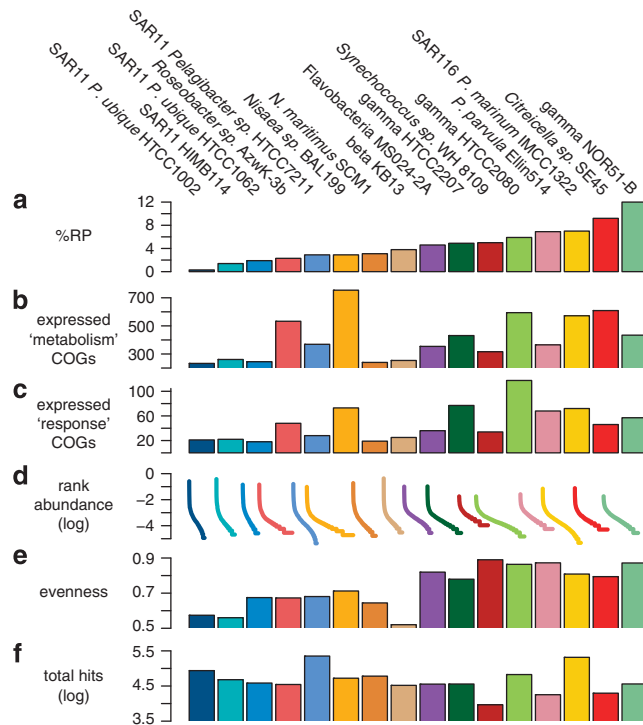 SAR11 P. ubique HTCC1002
SAR11 HIMB114
SAR11 P. ubique HTCC1062
Roseobacter sp. AzwK-3b
SAR11 Pelagibacter sp. HTCC7211
Nisaea sp. BAL199
N. maritimus SCM1
beta KB13
Flavobacteria MS024-2A
gamma HTCC2207
Synechococcus sp. WH 8109
gamma HTCC2080
P. parvula Ellin514
SAR116 P. marinum IMCC1322
Citreicella sp. SE45
gamma NOR51-B
a
%RP
12
8
4
0
b
expressed
'metabolism'
COGs
700
500
300
c
expressed
'response'
COGs
100
60
20
d
rank
abundance
(log)
0
−2
−4
e
evenness
0.9
0.7
0.5
f
total hits
(log)
5.5
4.5
3.5